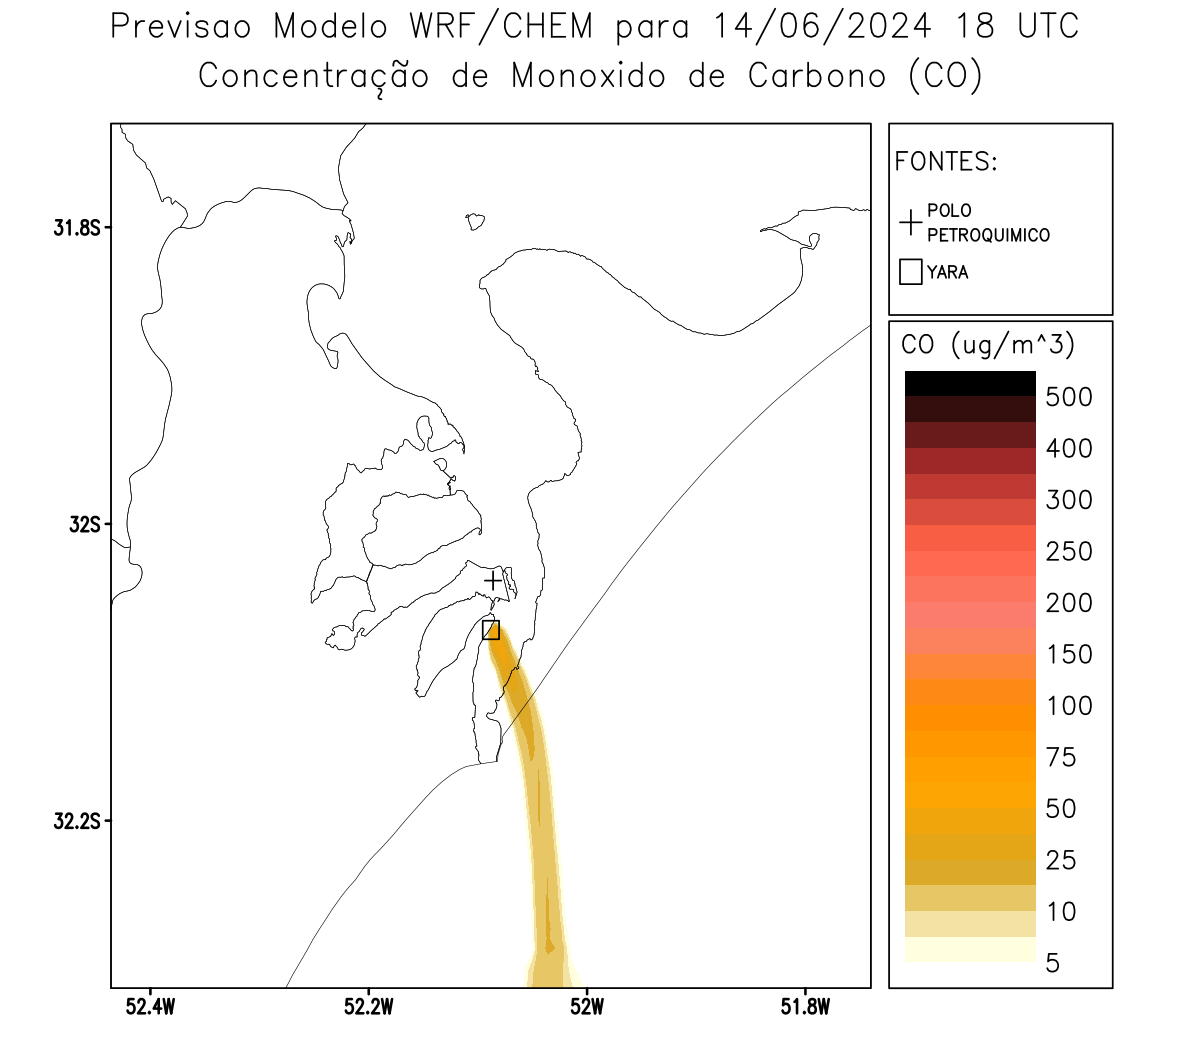 Previsao Modelo WRF/CHEM para 14/06/2024 18 UTC
Concentração de Monoxido de Carbono (CO)
FONTES:
POLO
PETROQUIMICO
YARA
CO (ug/m^3)
500
400
300
250
200
150
100
75
50
25
10
5
31.8S
32S
32.2S
52.4W
52.2W
52W
51.8W